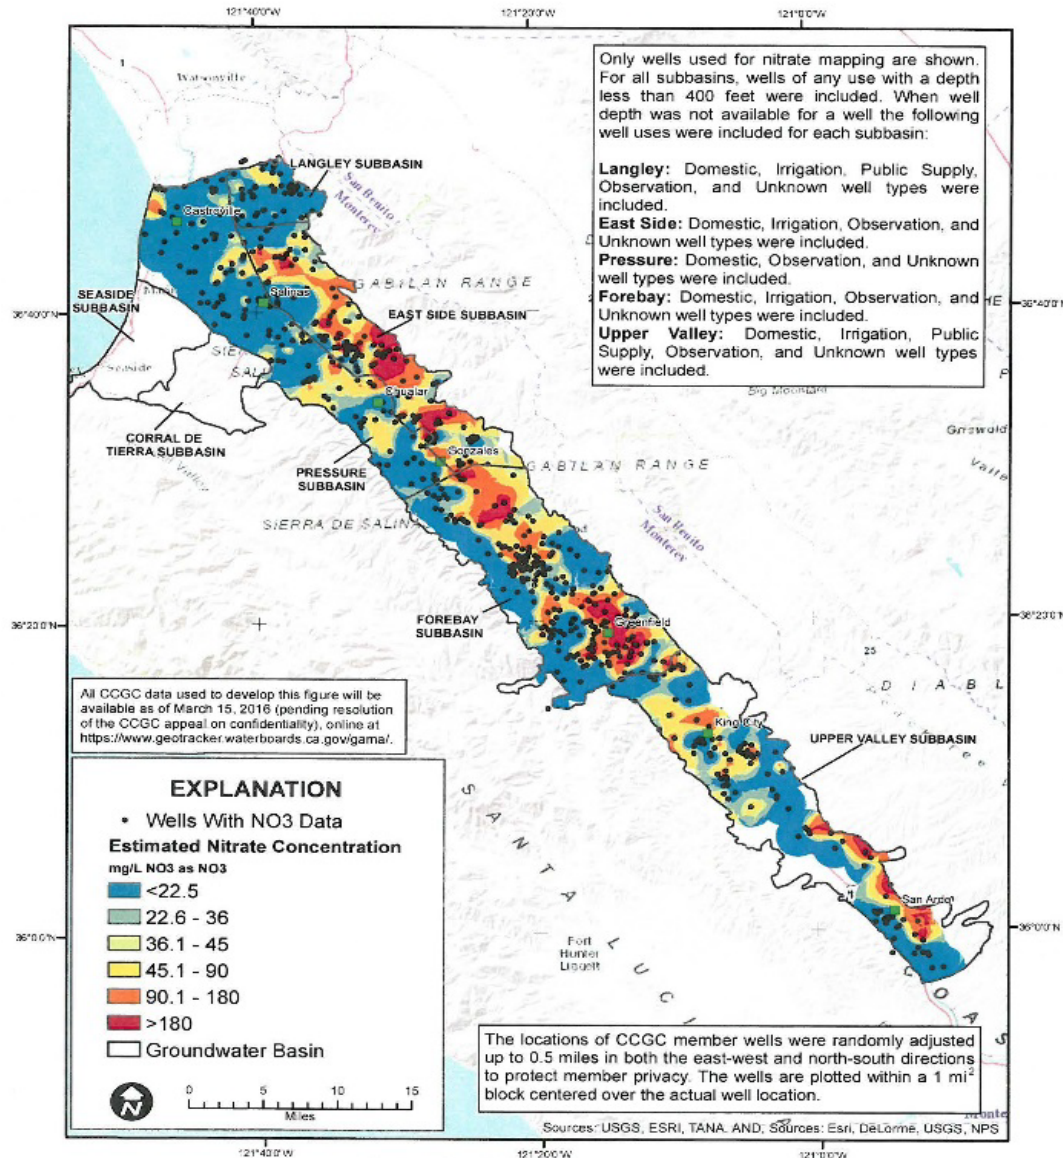 121°40'0"W
121°20'0"W
121°0'0"W
1
Watsonville
Only wells used for nitrate mapping are shown.
For all subbasins, wells of any use with a depth
less than 400 feet were included. When well
depth was not available for a well the following
well uses were included for each subbasin:
Langley: Domestic, Irrigation, Public Supply,
Observation, and Unknown well types were
included.
East Side: Domestic, Irrigation, Observation, and
Unknown well types were included.
Pressure: Domestic, Observation, and Unknown
well types were included.
Forebay: Domestic, Irrigation, Observation, and
Unknown well types were included.
Upper Valley: Domestic, Irrigation, Public
Supply, Observation, and Unknown well types
were included.
LANGLEY SUBBASIN
San Benito
Monterey
Castroville
GABILAN RANGE
SEASIDE
SUBBASIN
Salinas
36°40'0"N
36°40'0"N
EAST SIDE SUBBASIN
Seaside
Chualar
Big Mountain
CORRAL DE
TIERRA SUBBASIN
Griswold
PRESSURE
SUBBASIN
Gonzales
GABILAN RANGE
Valle
SIERRA DE SALIN
San Benito
Monterey
FOREBAY
SUBBASIN
Greenfield
36°20'0"N
36°20'0"N
25
DIABL
All CCGC data used to develop this figure will be
available as of March 15, 2016 (pending resolution
of the CCGC appeal on confidentiality), online at
https://www.geotracker.waterboards.ca.gov/gama/.
King City
UPPER VALLEY SUBBASIN
SANTA LUCI
San Ardo
36°0'0"N
36°0'0"N
Fort
Hunter
Liggett
COAS
EXPLANATION
Wells With NO3 Data
Estimated Nitrate Concentration
mg/L NO3 as NO3
<22.5
22.6 - 36
36.1 - 45
45.1 - 90
90.1 - 180
>180
Groundwater Basin
N
0 5 10 15
Miles
The locations of CCGC member wells were randomly adjusted
up to 0.5 miles in both the east-west and north-south directions
to protect member privacy. The wells are plotted within a 1 mi²
block centered over the actual well location.
Sources: USGS, ESRI, TANA. AND; Sources: Esri, DeLorme, USGS, NPS
121°40'0"W
121°20'0"W
121°0'0"W